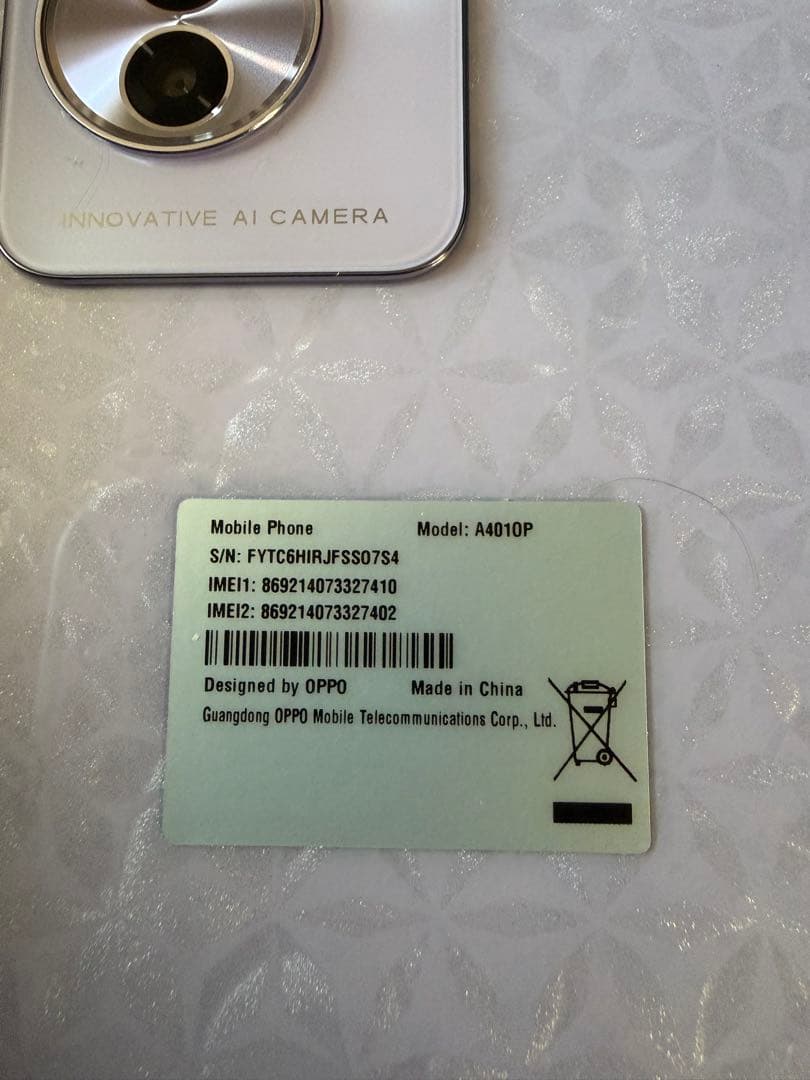 INNOVATIVE AI CAMERA
Mobile Phone Model: A401OP
S/N: FYTC6HIRJFSSO7S4
IMEI1: 869214073327410
IMEI2: 869214073327402
Designed by OPPO Made in China
Guangdong OPPO Mobile Telecommunications Corp., Ltd.